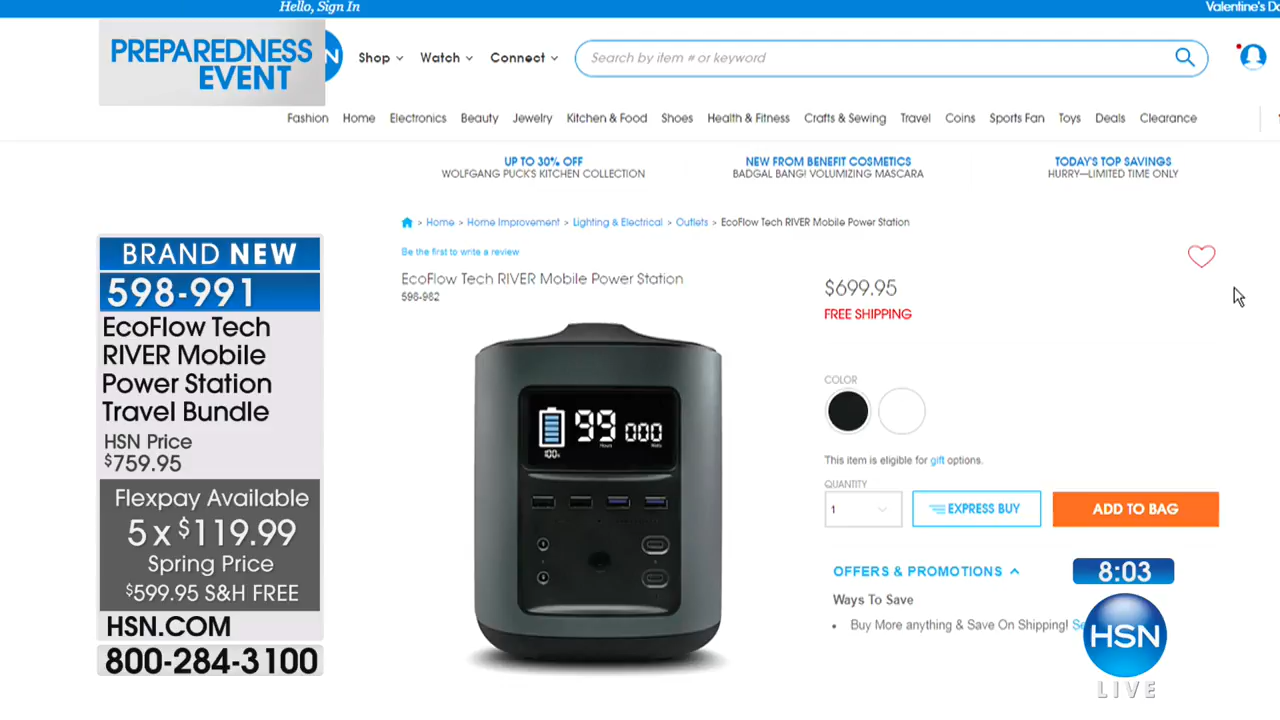 Hello, Sign In
Valentine's Da
PREPAREDNESS
EVENT
N
Shop
Watch
Connect
Search by item # or keyword
Fashion Home Electronics Beauty Jewelry Kitchen & Food Shoes Health & Fitness Crafts & Sewing Travel Coins Sports Fan Toys Deals Clearance
UP TO 30% OFF
WOLFGANG PUCK'S KITCHEN COLLECTION
NEW FROM BENEFIT COSMETICS
BADGAL BANG! VOLUMIZING MASCARA
TODAY'S TOP SAVINGS
HURRY—LIMITED TIME ONLY
> Home > Home Improvement > Lighting & Electrical > Outlets > EcoFlow Tech RIVER Mobile Power Station
Be the first to write a review
EcoFlow Tech RIVER Mobile Power Station
598-982
$699.95
FREE SHIPPING
COLOR
This item is eligible for gift options.
QUANTITY
1
EXPRESS BUY
ADD TO BAG
OFFERS & PROMOTIONS
Ways To Save
• Buy More anything & Save On Shipping!
99 000
Hours Watts
100%
BRAND NEW
598-991
EcoFlow Tech
RIVER Mobile
Power Station
Travel Bundle
HSN Price
$759.95
Flexpay Available
5 x $119.99
Spring Price
$599.95 S&H FREE
HSN.COM
800-284-3100
8:03
HSN
LIVE